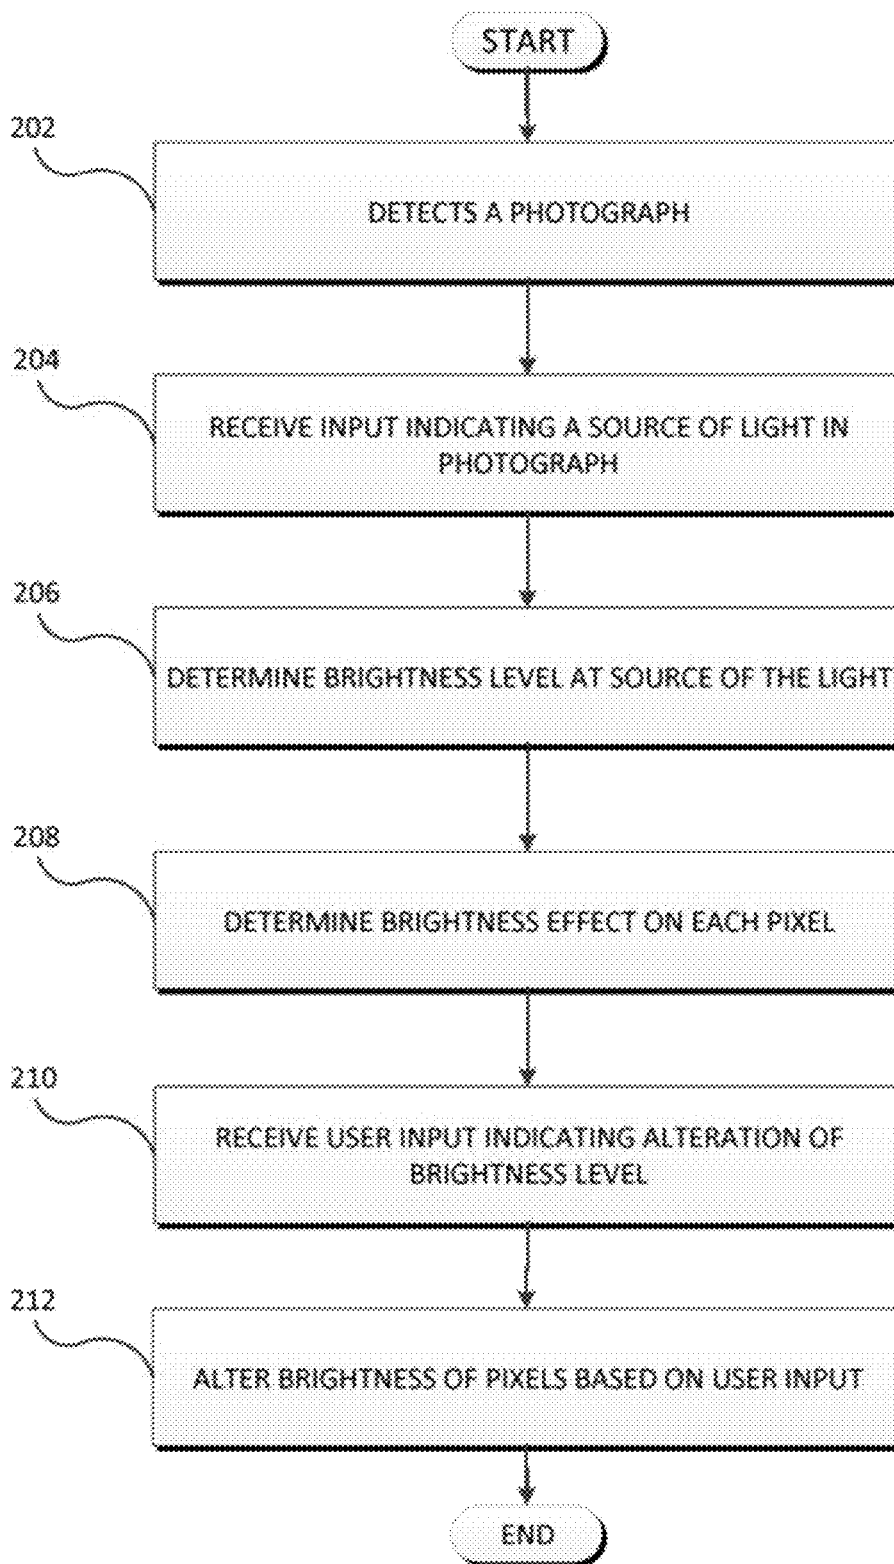 START
202
DETECTS A PHOTOGRAPH
204
RECEIVE INPUT INDICATING A SOURCE OF LIGHT IN
PHOTOGRAPH
206
DETERMINE BRIGHTNESS LEVEL AT SOURCE OF THE LIGHT
208
DETERMINE BRIGHTNESS EFFECT ON EACH PIXEL
210
RECEIVE USER INPUT INDICATING ALTERATION OF
BRIGHTNESS LEVEL
212
ALTER BRIGHTNESS OF PIXELS BASED ON USER INPUT
END